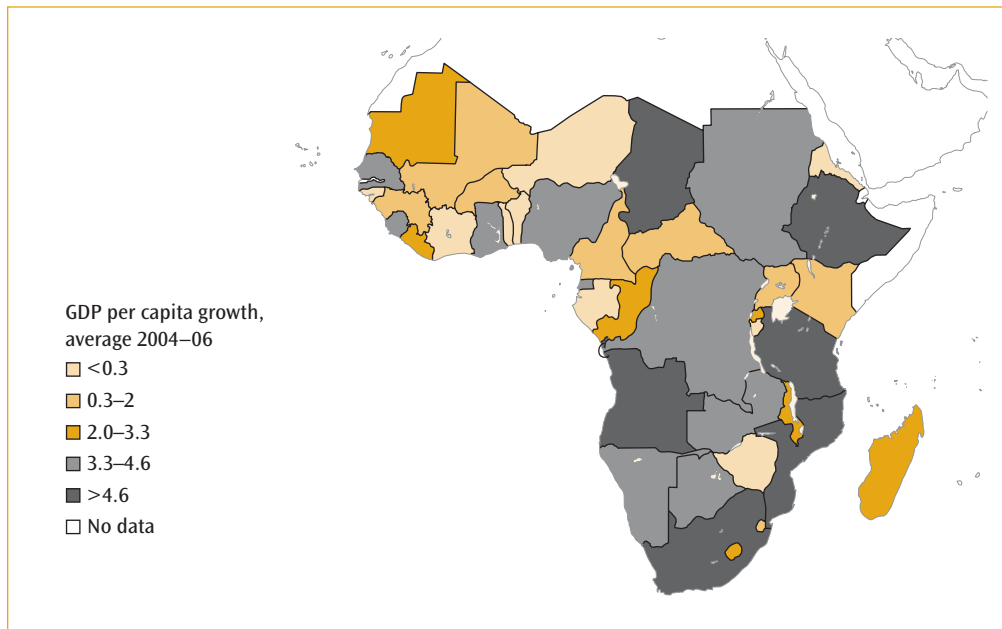 GDP per capita growth,
average 2004–06
<0.3
0.3–2
2.0–3.3
3.3–4.6
>4.6
No data